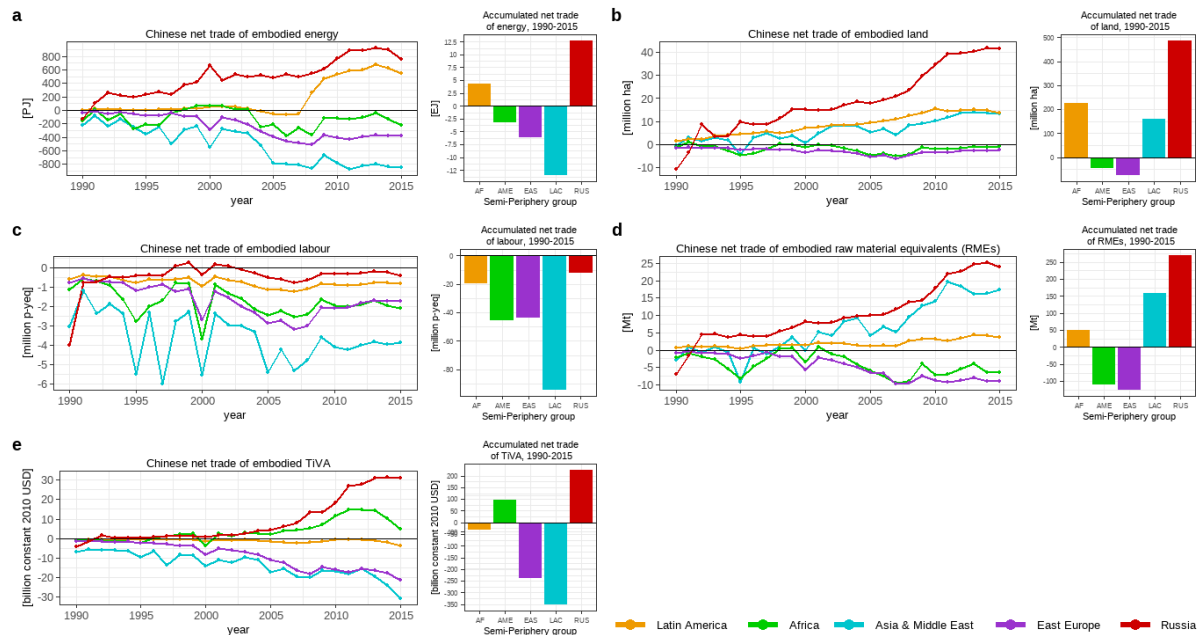 a
Chinese net trade of embodied energy
[PJ]
800
600
400
200
0
-200
-400
-600
-800
1990
1995
2000
2005
2010
2015
year
Accumulated net trade
of energy, 1990-2015
[EJ]
12.5
10
7.5
5
2.5
0
-2.5
-5
-7.5
-10
-12
AF
AME
EAS
LAC
RUS
Semi-Periphery group
b
Chinese net trade of embodied land
[million ha]
40
30
20
10
0
-10
1990
1995
2000
2005
2010
2015
year
Accumulated net trade
of land, 1990-2015
[million ha]
500
400
300
200
100
0
-100
AF
AME
EAS
LAC
RUS
Semi-Periphery group
c
Chinese net trade of embodied labour
[million p-yeq]
0
-1
-2
-3
-4
-5
-6
1990
1995
2000
2005
2010
2015
year
Accumulated net trade
of labour, 1990-2015
[million p-yeq]
0
-20
-40
-60
-80
AF
AME
EAS
LAC
RUS
Semi-Periphery group
d
Chinese net trade of embodied raw material equivalents (RMEs)
[Mt]
25
20
15
10
5
0
-5
-10
1990
1995
2000
2005
2010
2015
year
Accumulated net trade
of RMEs, 1990-2015
[Mt]
250
200
150
100
50
0
-50
-100
AF
AME
EAS
LAC
RUS
Semi-Periphery group
e
Chinese net trade of embodied TiVA
[billion constant 2010 USD]
30
20
10
0
-10
-20
-30
1990
1995
2000
2005
2010
2015
year
Accumulated net trade
of TiVA, 1990-2015
[billion constant 2010 USD]
200
150
100
50
0
-50
-100
-150
-200
-250
-300
-350
AF
AME
EAS
LAC
RUS
Semi-Periphery group
Latin America
Africa
Asia & Middle East
East Europe
Russia